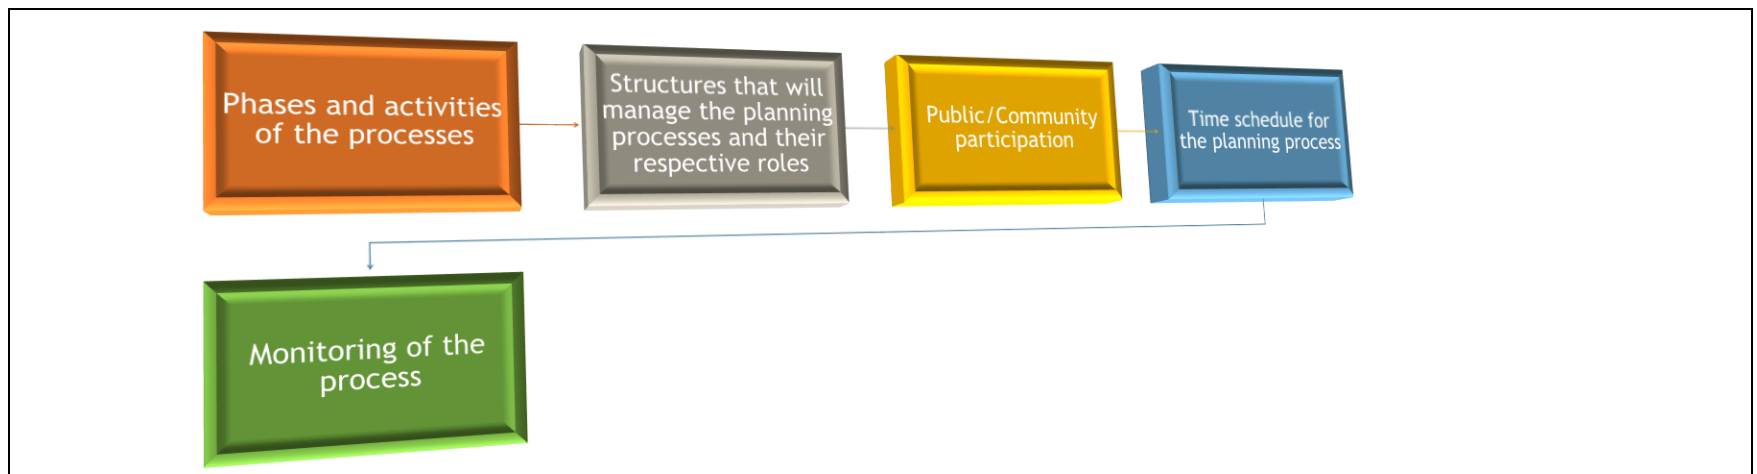 Phases and activities
of the processes
Structures that will
manage the planning
processes and their
respective roles
Public/Community
participation
Time schedule for
the planning process
Monitoring of the
process